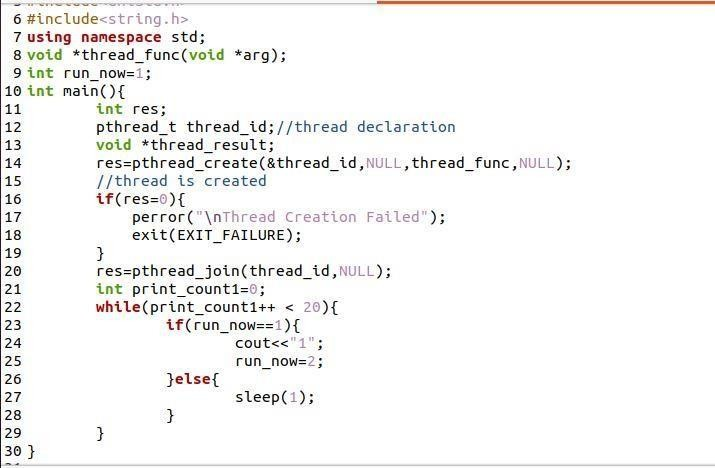 6 #include<string.h>
7 using namespace std;
8 void *thread_func(void *arg);
9 int run_now=1;
10 int main(){
11 int res;
12 pthread_t thread_id;//thread declaration
13 void *thread_result;
14 res=pthread_create(&thread_id,NULL,thread_func,NULL);
15 //thread is created
16 if(res=0){
17 perror("\nThread Creation Failed");
18 exit(EXIT_FAILURE);
19 }
20 res=pthread_join(thread_id,NULL);
21 int print_count1=0;
22 while(print_count1++ < 20){
23 if(run_now==1){
24 cout<<"1";
25 run_now=2;
26 }else{
27 sleep(1);
28 }
29 }
30 }